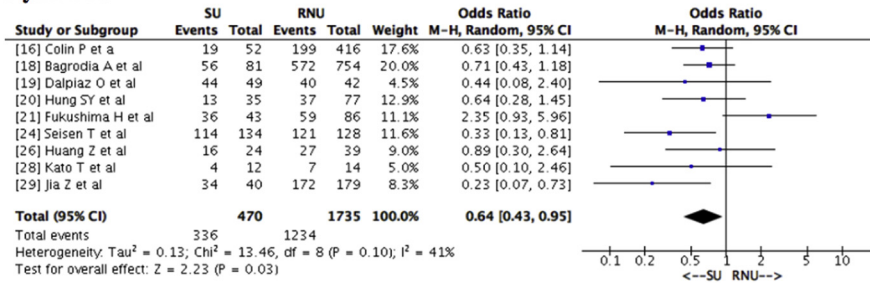 SU RNU Odds Ratio Odds Ratio
Study or Subgroup Events Total Events Total Weight M-H, Random, 95% CI M-H, Random, 95% CI
[16] Colin P et a 19 52 199 416 17.6% 0.63 [0.35, 1.14]
[18] Bagrodia A et al 56 81 572 754 20.0% 0.71 [0.43, 1.18]
[19] Dalpiaz O et al 44 49 40 42 4.5% 0.44 [0.08, 2.40]
[20] Hung SY et al 13 35 37 77 12.9% 0.64 [0.28, 1.45]
[21] Fukushima H et al 36 43 59 86 11.1% 2.35 [0.93, 5.96]
[24] Seisen T et al 114 134 121 128 11.6% 0.33 [0.13, 0.81]
[26] Huang Z et al 16 24 27 39 9.0% 0.89 [0.30, 2.64]
[28] Kato T et al 4 12 7 14 5.0% 0.50 [0.10, 2.46]
[29] Jia Z et al 34 40 172 179 8.3% 0.23 [0.07, 0.73]
Total (95% CI) 470 1735 100.0% 0.64 [0.43, 0.95]
Total events 336 1234
Heterogeneity: Tau² = 0.13; Chi² = 13.46, df = 8 (P = 0.10); I² = 41%
Test for overall effect: Z = 2.23 (P = 0.03)
0.1 0.2 0.5 1 2 5 10
<--SU RNU-->